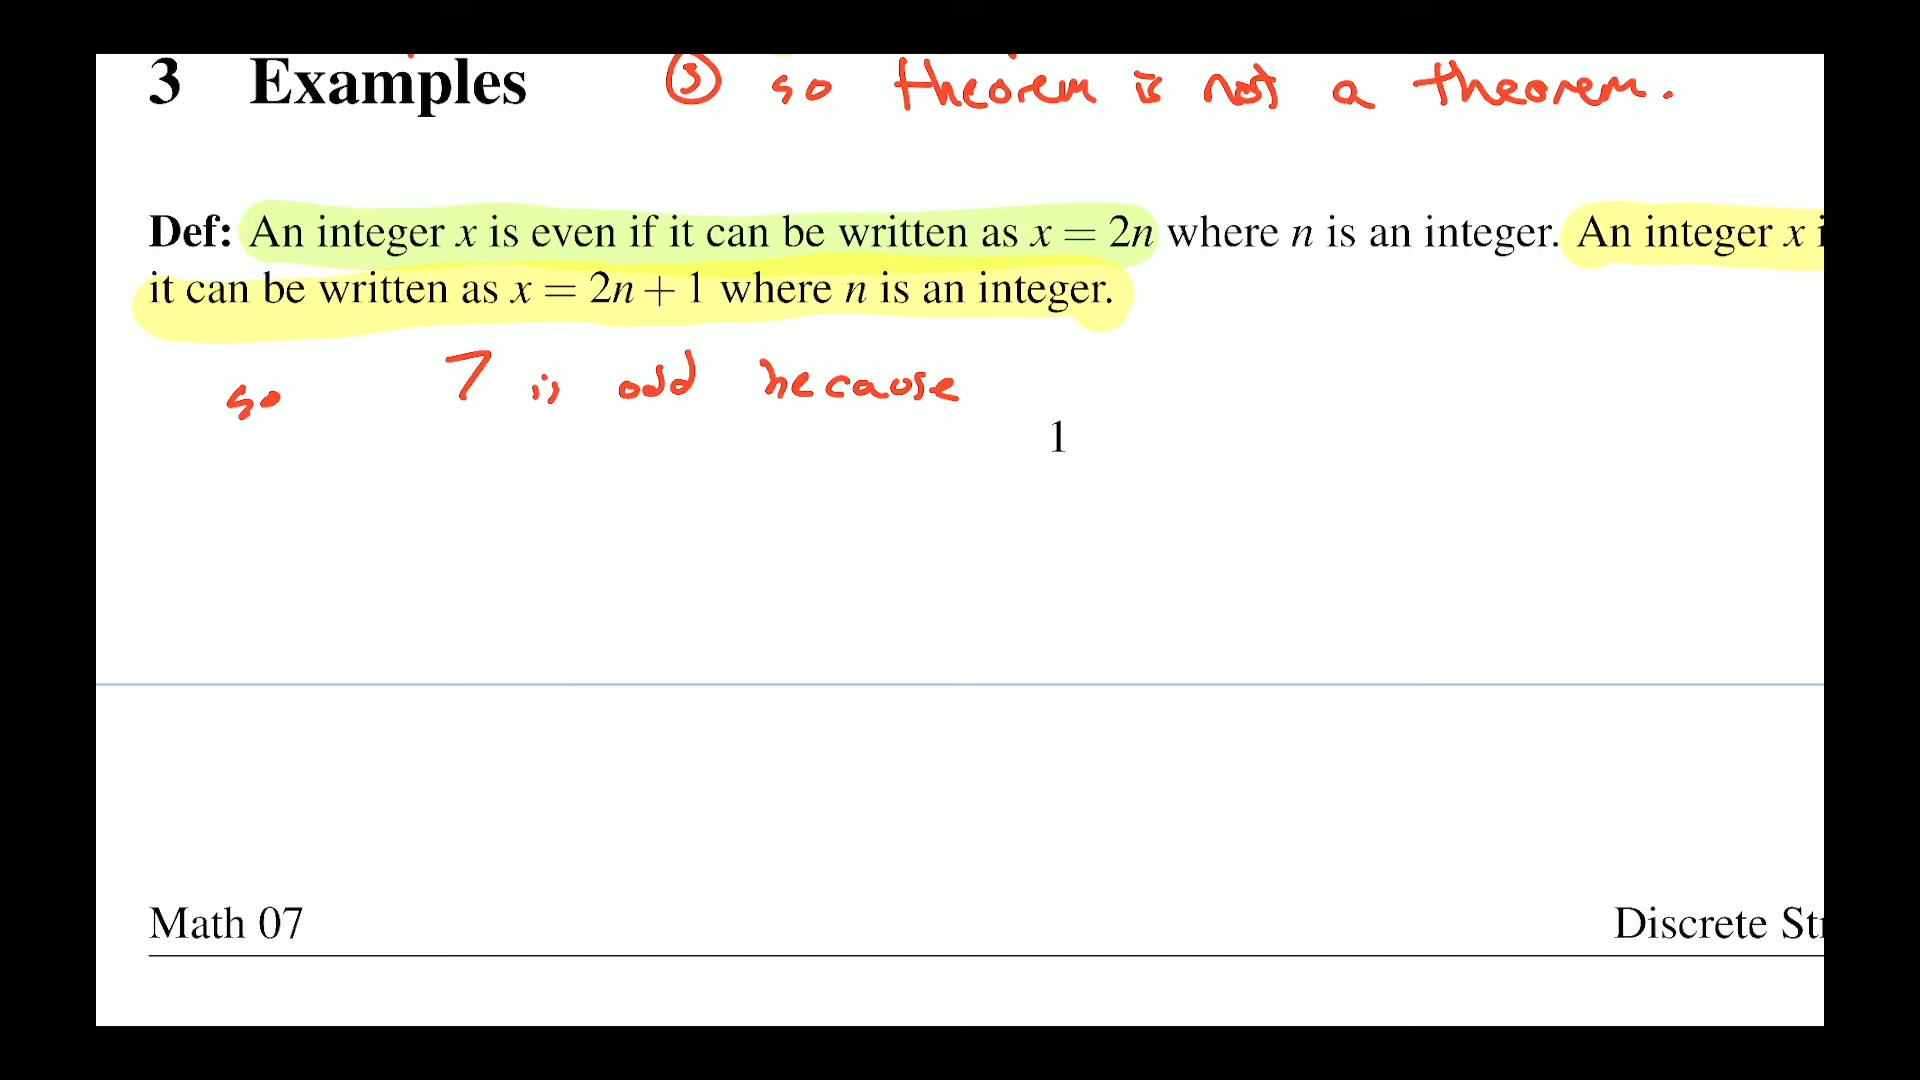 3 Examples ③ so theorem is not a theorem.
Def: An integer x is even if it can be written as x = 2n where n is an integer. An integer x i
it can be written as x = 2n + 1 where n is an integer.
so 7 is odd because
1
Math 07 Discrete Str